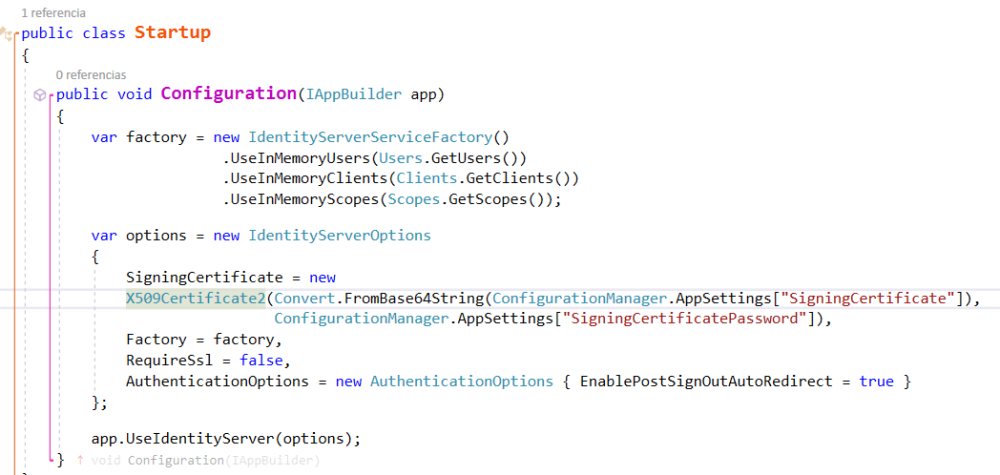 1 referencia
public class Startup
{
0 referencias
public void Configuration(IAppBuilder app)
{
var factory = new IdentityServerServiceFactory()
.UseInMemoryUsers(Users.GetUsers())
.UseInMemoryClients(Clients.GetClients())
.UseInMemoryScopes(Scopes.GetScopes());
var options = new IdentityServerOptions
{
SigningCertificate = new
X509Certificate2(Convert.FromBase64String(ConfigurationManager.AppSettings["SigningCertificate"]),
ConfigurationManager.AppSettings["SigningCertificatePassword"]),
Factory = factory,
RequireSsl = false,
AuthenticationOptions = new AuthenticationOptions { EnablePostSignOutAutoRedirect = true }
};
app.UseIdentityServer(options);
} ↑ void Configuration(IAppBuilder)